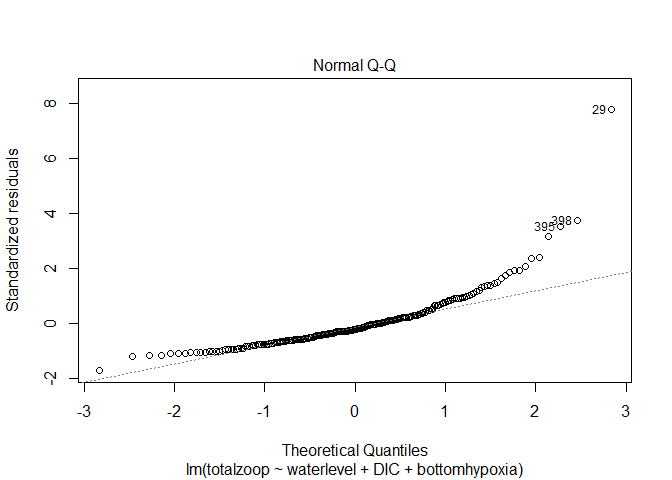 Normal Q-Q
Standardized residuals
8
6
4
2
0
-2
29
398
395
-3 -2 -1 0 1 2 3
Theoretical Quantiles
lm(totalzoop ~ waterlevel + DIC + bottomhypoxia)